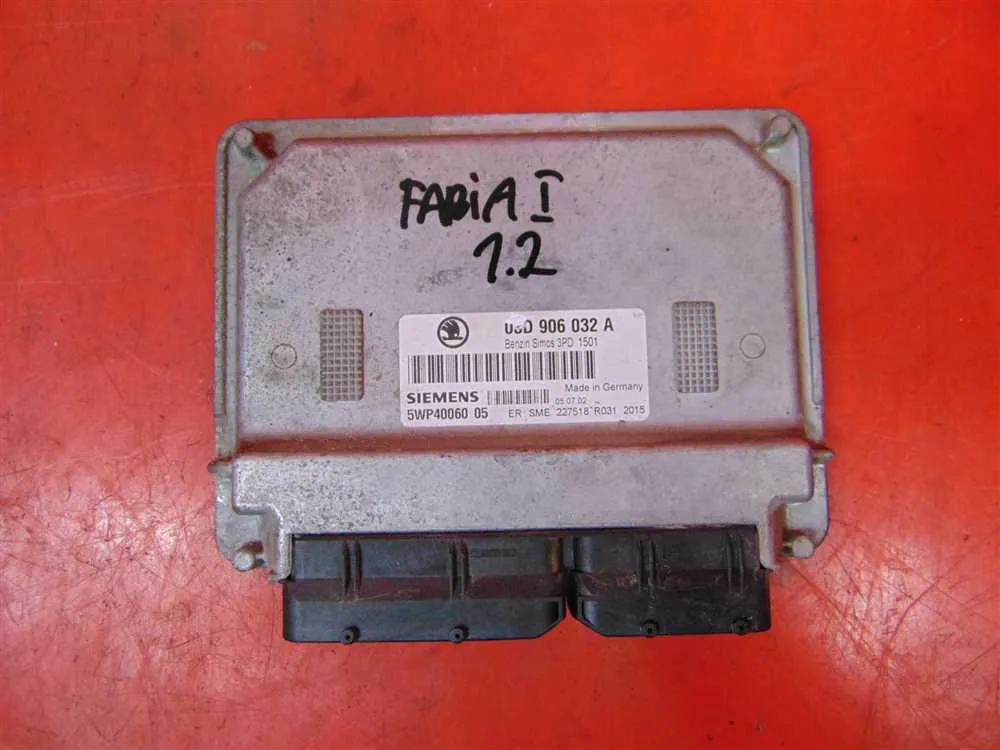 FABIA I
1.2
03D 906 032 A
Benzin Simos 3PD 1501
Made in Germany
SIEMENS
05.07.02
5WP40060 05 ER SME 227518 R031 2015